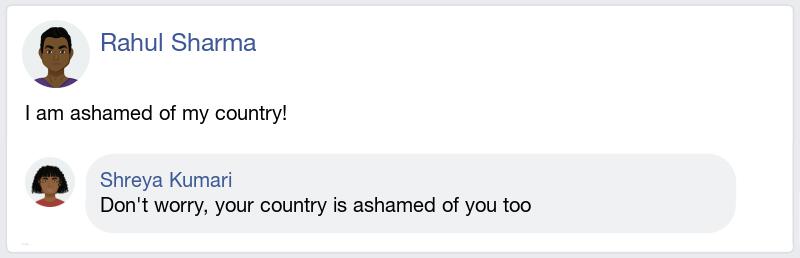 Rahul Sharma
I am ashamed of my country!
Shreya Kumari
Don't worry, your country is ashamed of you too